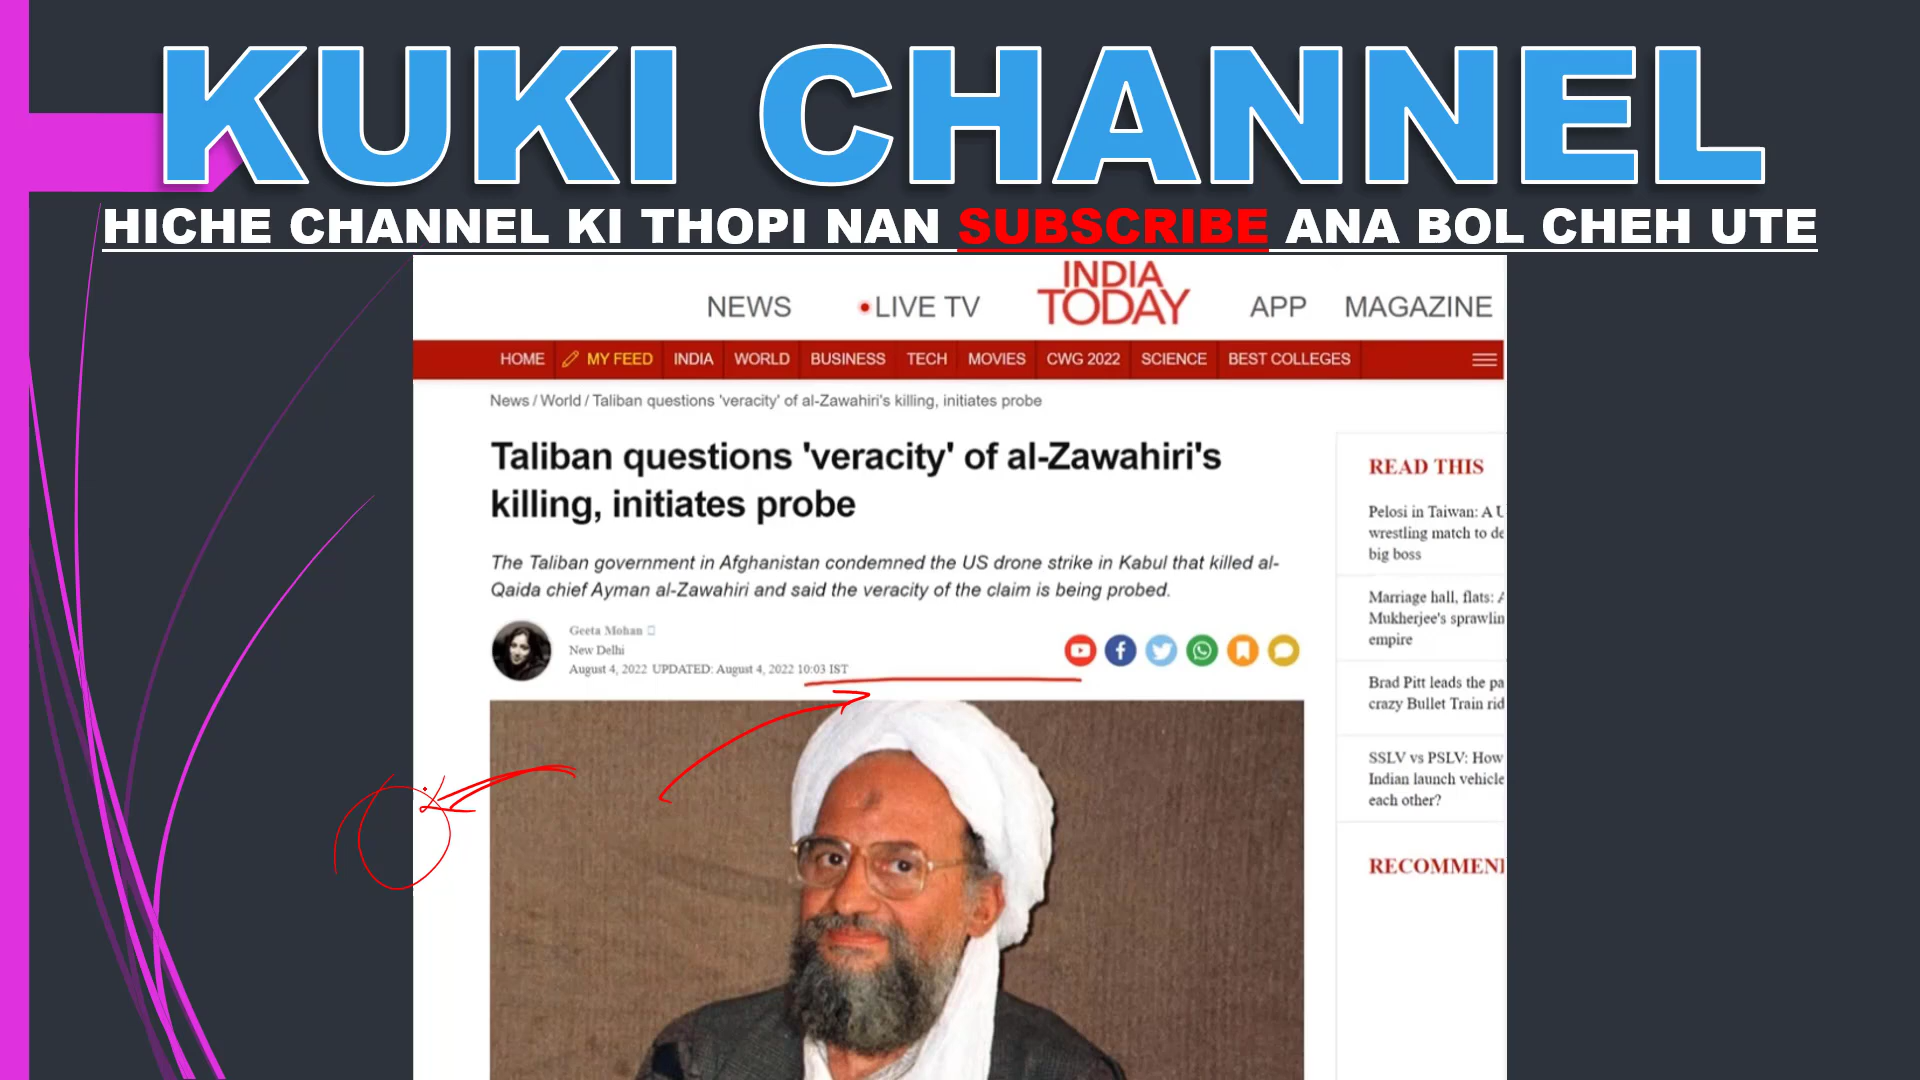 KUKI CHANNEL
HICHE CHANNEL KI THOPI NAN SUBSCRIBE ANA BOL CHEH UTE
NEWS LIVE TV INDIA TODAY APP MAGAZINE
HOME MY FEED INDIA WORLD BUSINESS TECH MOVIES CWG 2022 SCIENCE BEST COLLEGES
News / World / Taliban questions 'veracity' of al-Zawahiri's killing, initiates probe
Taliban questions 'veracity' of al-Zawahiri's
killing, initiates probe
The Taliban government in Afghanistan condemned the US drone strike in Kabul that killed al-
Qaida chief Ayman al-Zawahiri and said the veracity of the claim is being probed.
Geeta Mohan
New Delhi
August 4, 2022 UPDATED: August 4, 2022 10:03 IST
READ THIS
Pelosi in Taiwan: A U
wrestling match to de
big boss
Marriage hall, flats: A
Mukherjee's sprawlin
empire
Brad Pitt leads the pa
crazy Bullet Train rid
SSLV vs PSLV: How
Indian launch vehicle
each other?
RECOMMEN